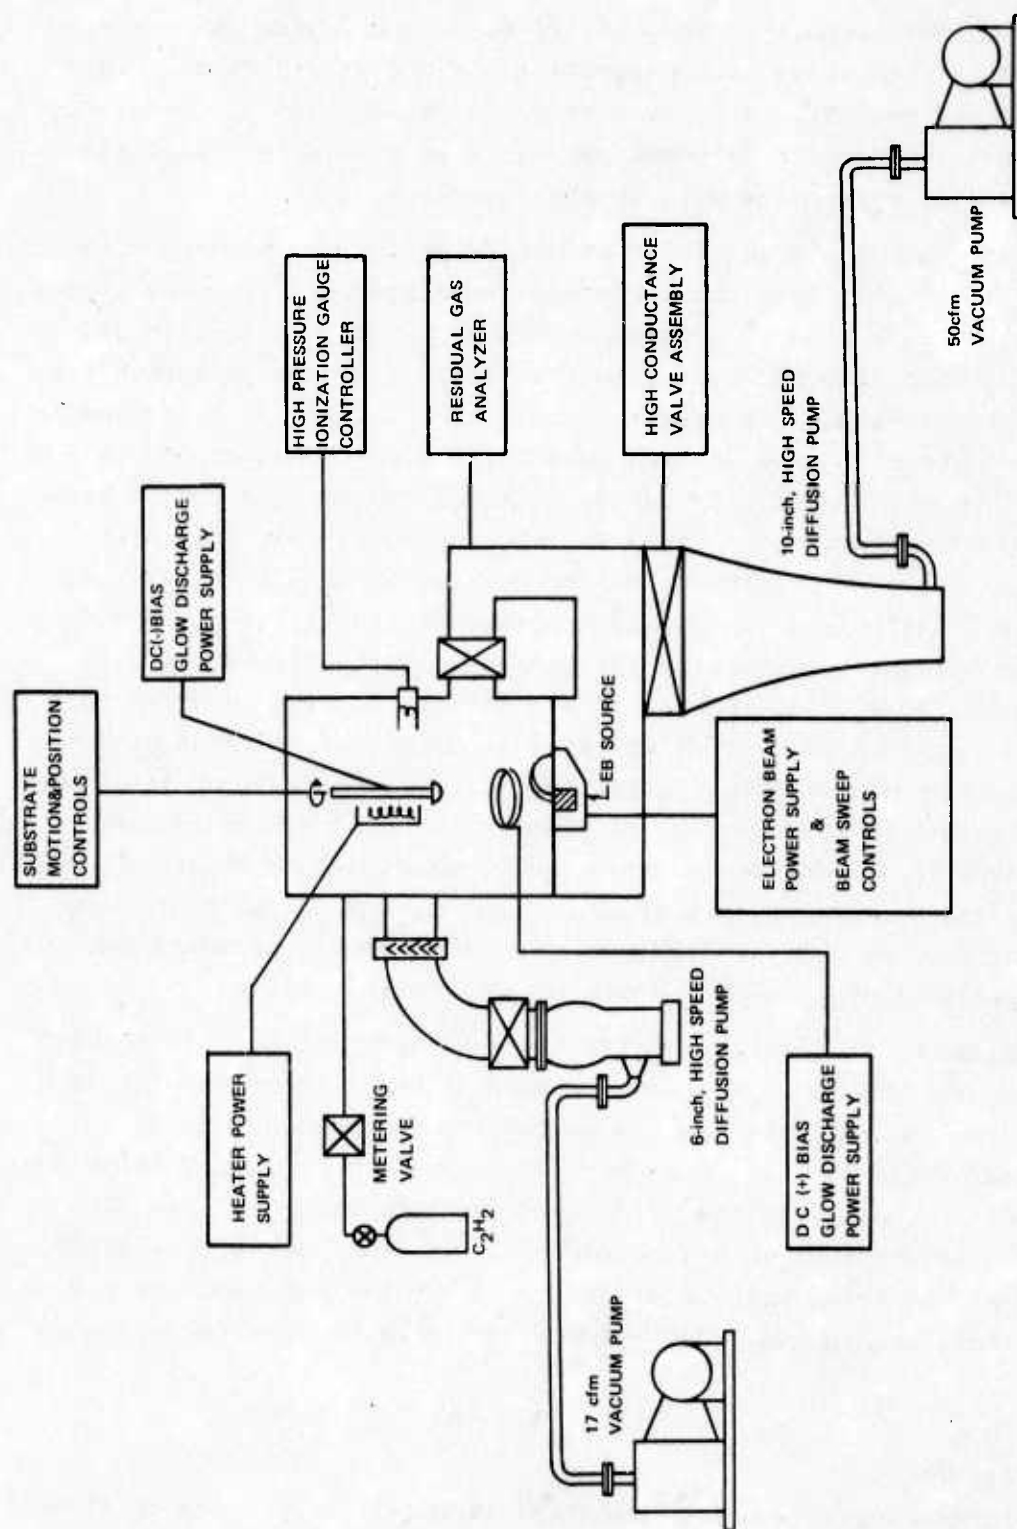 SUBSTRATE
MOTION&POSITION
CONTROLS
DC(-)BIAS
GLOW DISCHARGE
POWER SUPPLY
HEATER POWER
SUPPLY
HIGH PRESSURE
IONIZATION GAUGE
CONTROLLER
RESIDUAL GAS
ANALYZER
HIGH CONDUCTANCE
VALVE ASSEMBLY
METERING
VALVE
C2H2
EB SOURCE
17 cfm
VACUUM PUMP
6-inch, HIGH SPEED
DIFFUSION PUMP
DC (+) BIAS
GLOW DISCHARGE
POWER SUPPLY
ELECTRON BEAM
POWER SUPPLY
&
BEAM SWEEP
CONTROLS
10-inch, HIGH SPEED
DIFFUSION PUMP
50cfm
VACUUM PUMP